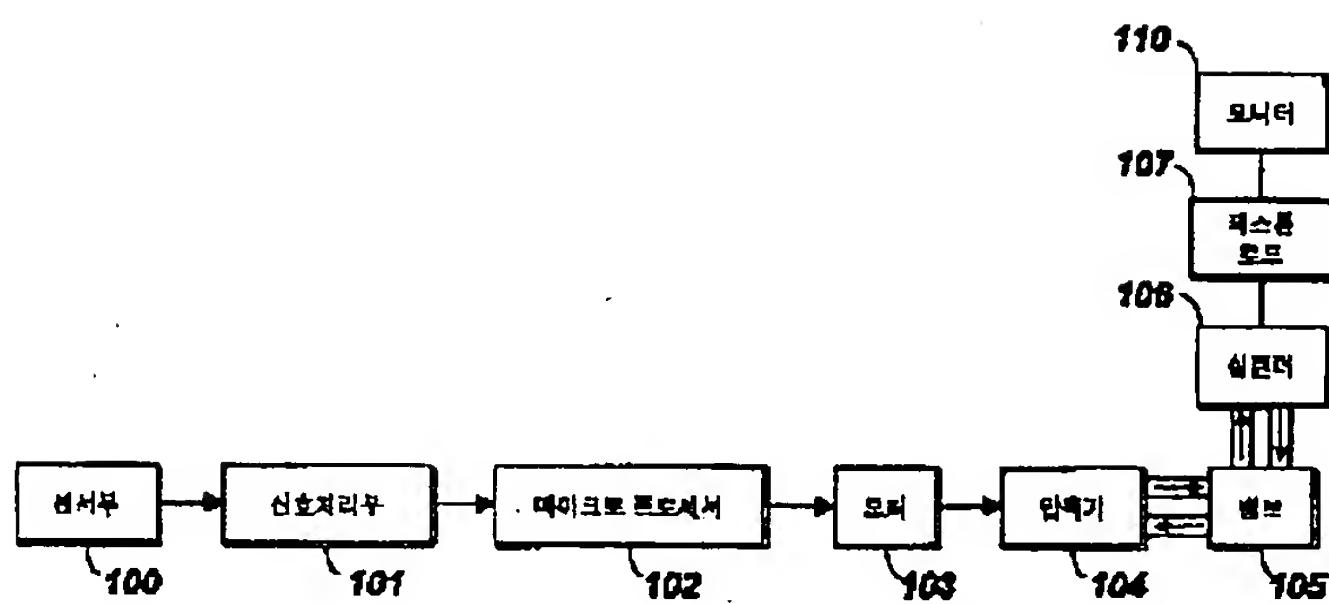 110
모니터
107
피스톤
로드
106
실린더
센서부
신호처리부
마이크로 프로세서
모터
압축기
밸브
100
101
102
103
104
105